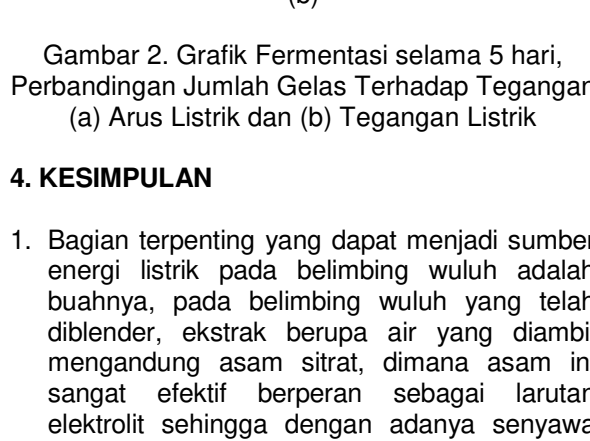 (b)
Gambar 2. Grafik Fermentasi selama 5 hari,
Perbandingan Jumlah Gelas Terhadap Tegangan
(a) Arus Listrik dan (b) Tegangan Listrik
4. KESIMPULAN
1. Bagian terpenting yang dapat menjadi sumber
energi listrik pada belimbing wuluh adalah
buahnya, pada belimbing wuluh yang telah
diblender, ekstrak berupa air yang diambi
mengandung asam sitrat, dimana asam in
sangat efektif berperan sebagai larutan
elektrolit sehingga dengan adanya senyawa